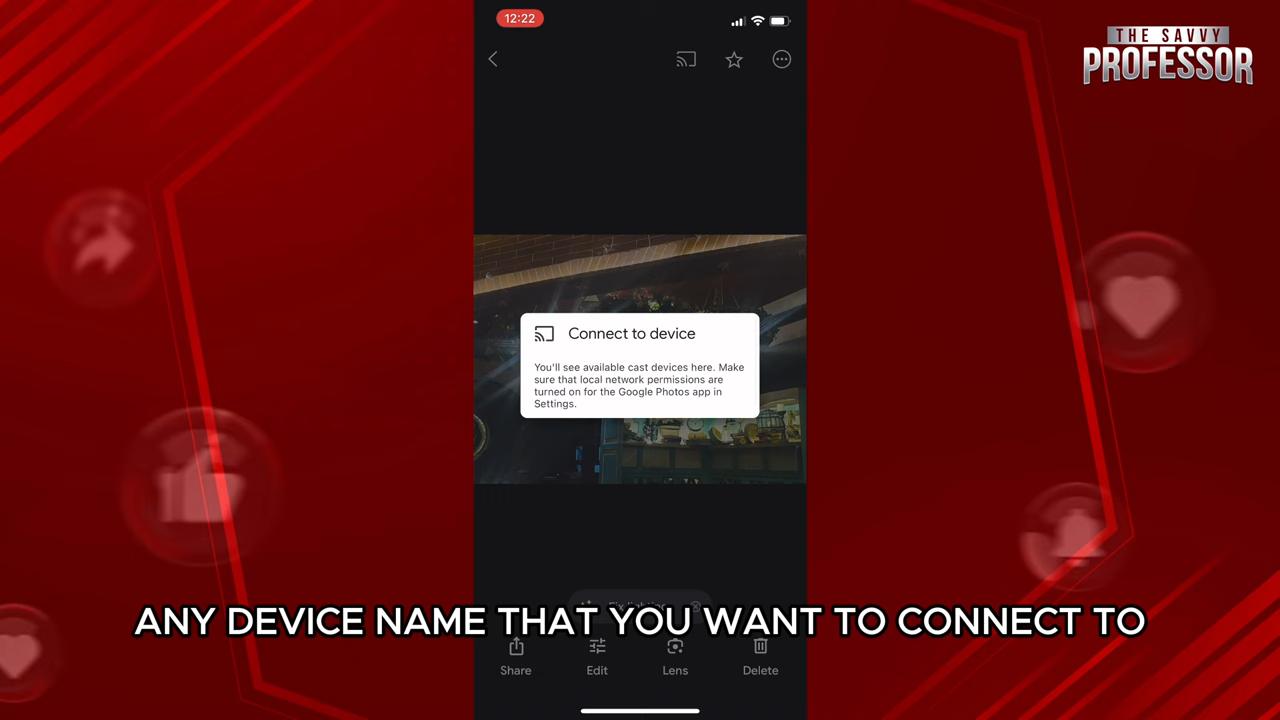 12:22
THE SAVVY
PROFESSOR
Connect to device
You'll see available cast devices here. Make
sure that local network permissions are
turned on for the Google Photos app in
Settings.
ANY DEVICE NAME THAT YOU WANT TO CONNECT TO
Share
Edit
Lens
Delete